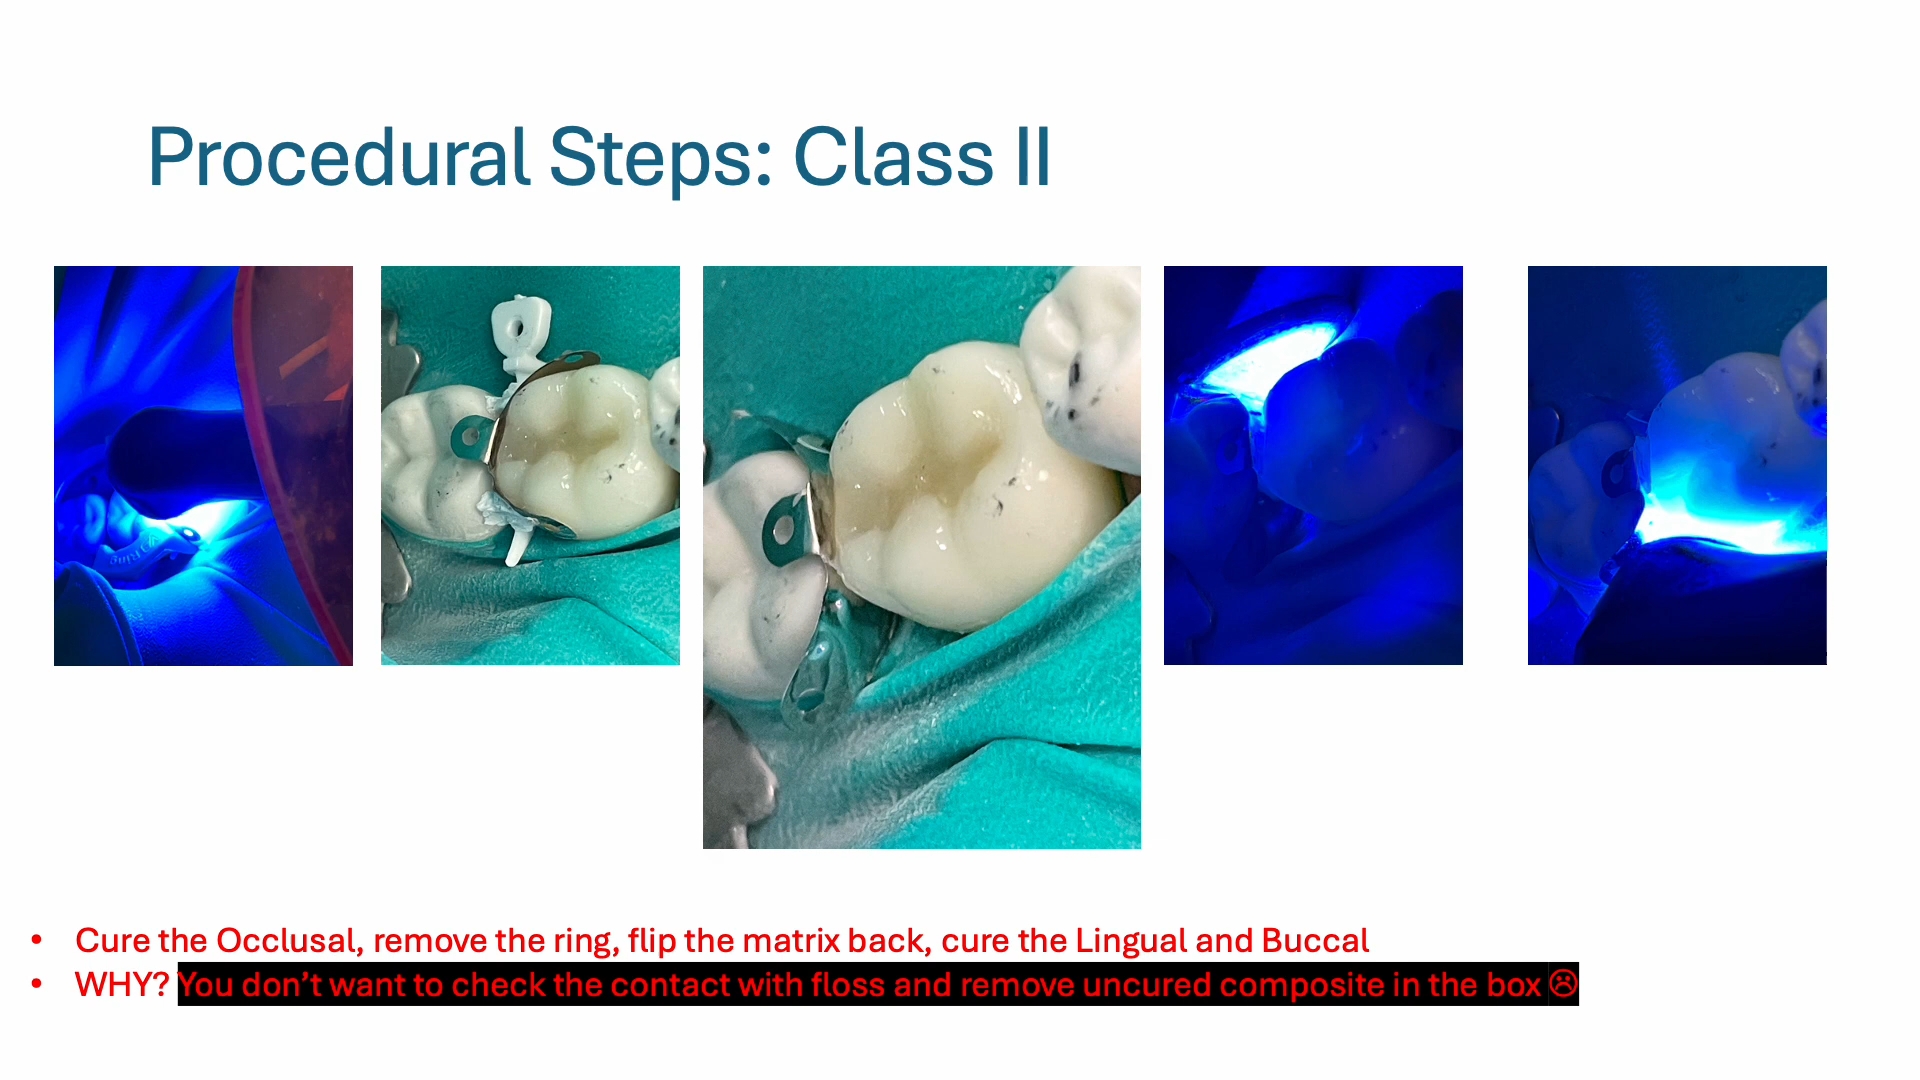 Procedural Steps: Class II
• Cure the Occlusal, remove the ring, flip the matrix back, cure the Lingual and Buccal
• WHY? You don’t want to check the contact with floss and remove uncured composite in the box ☹